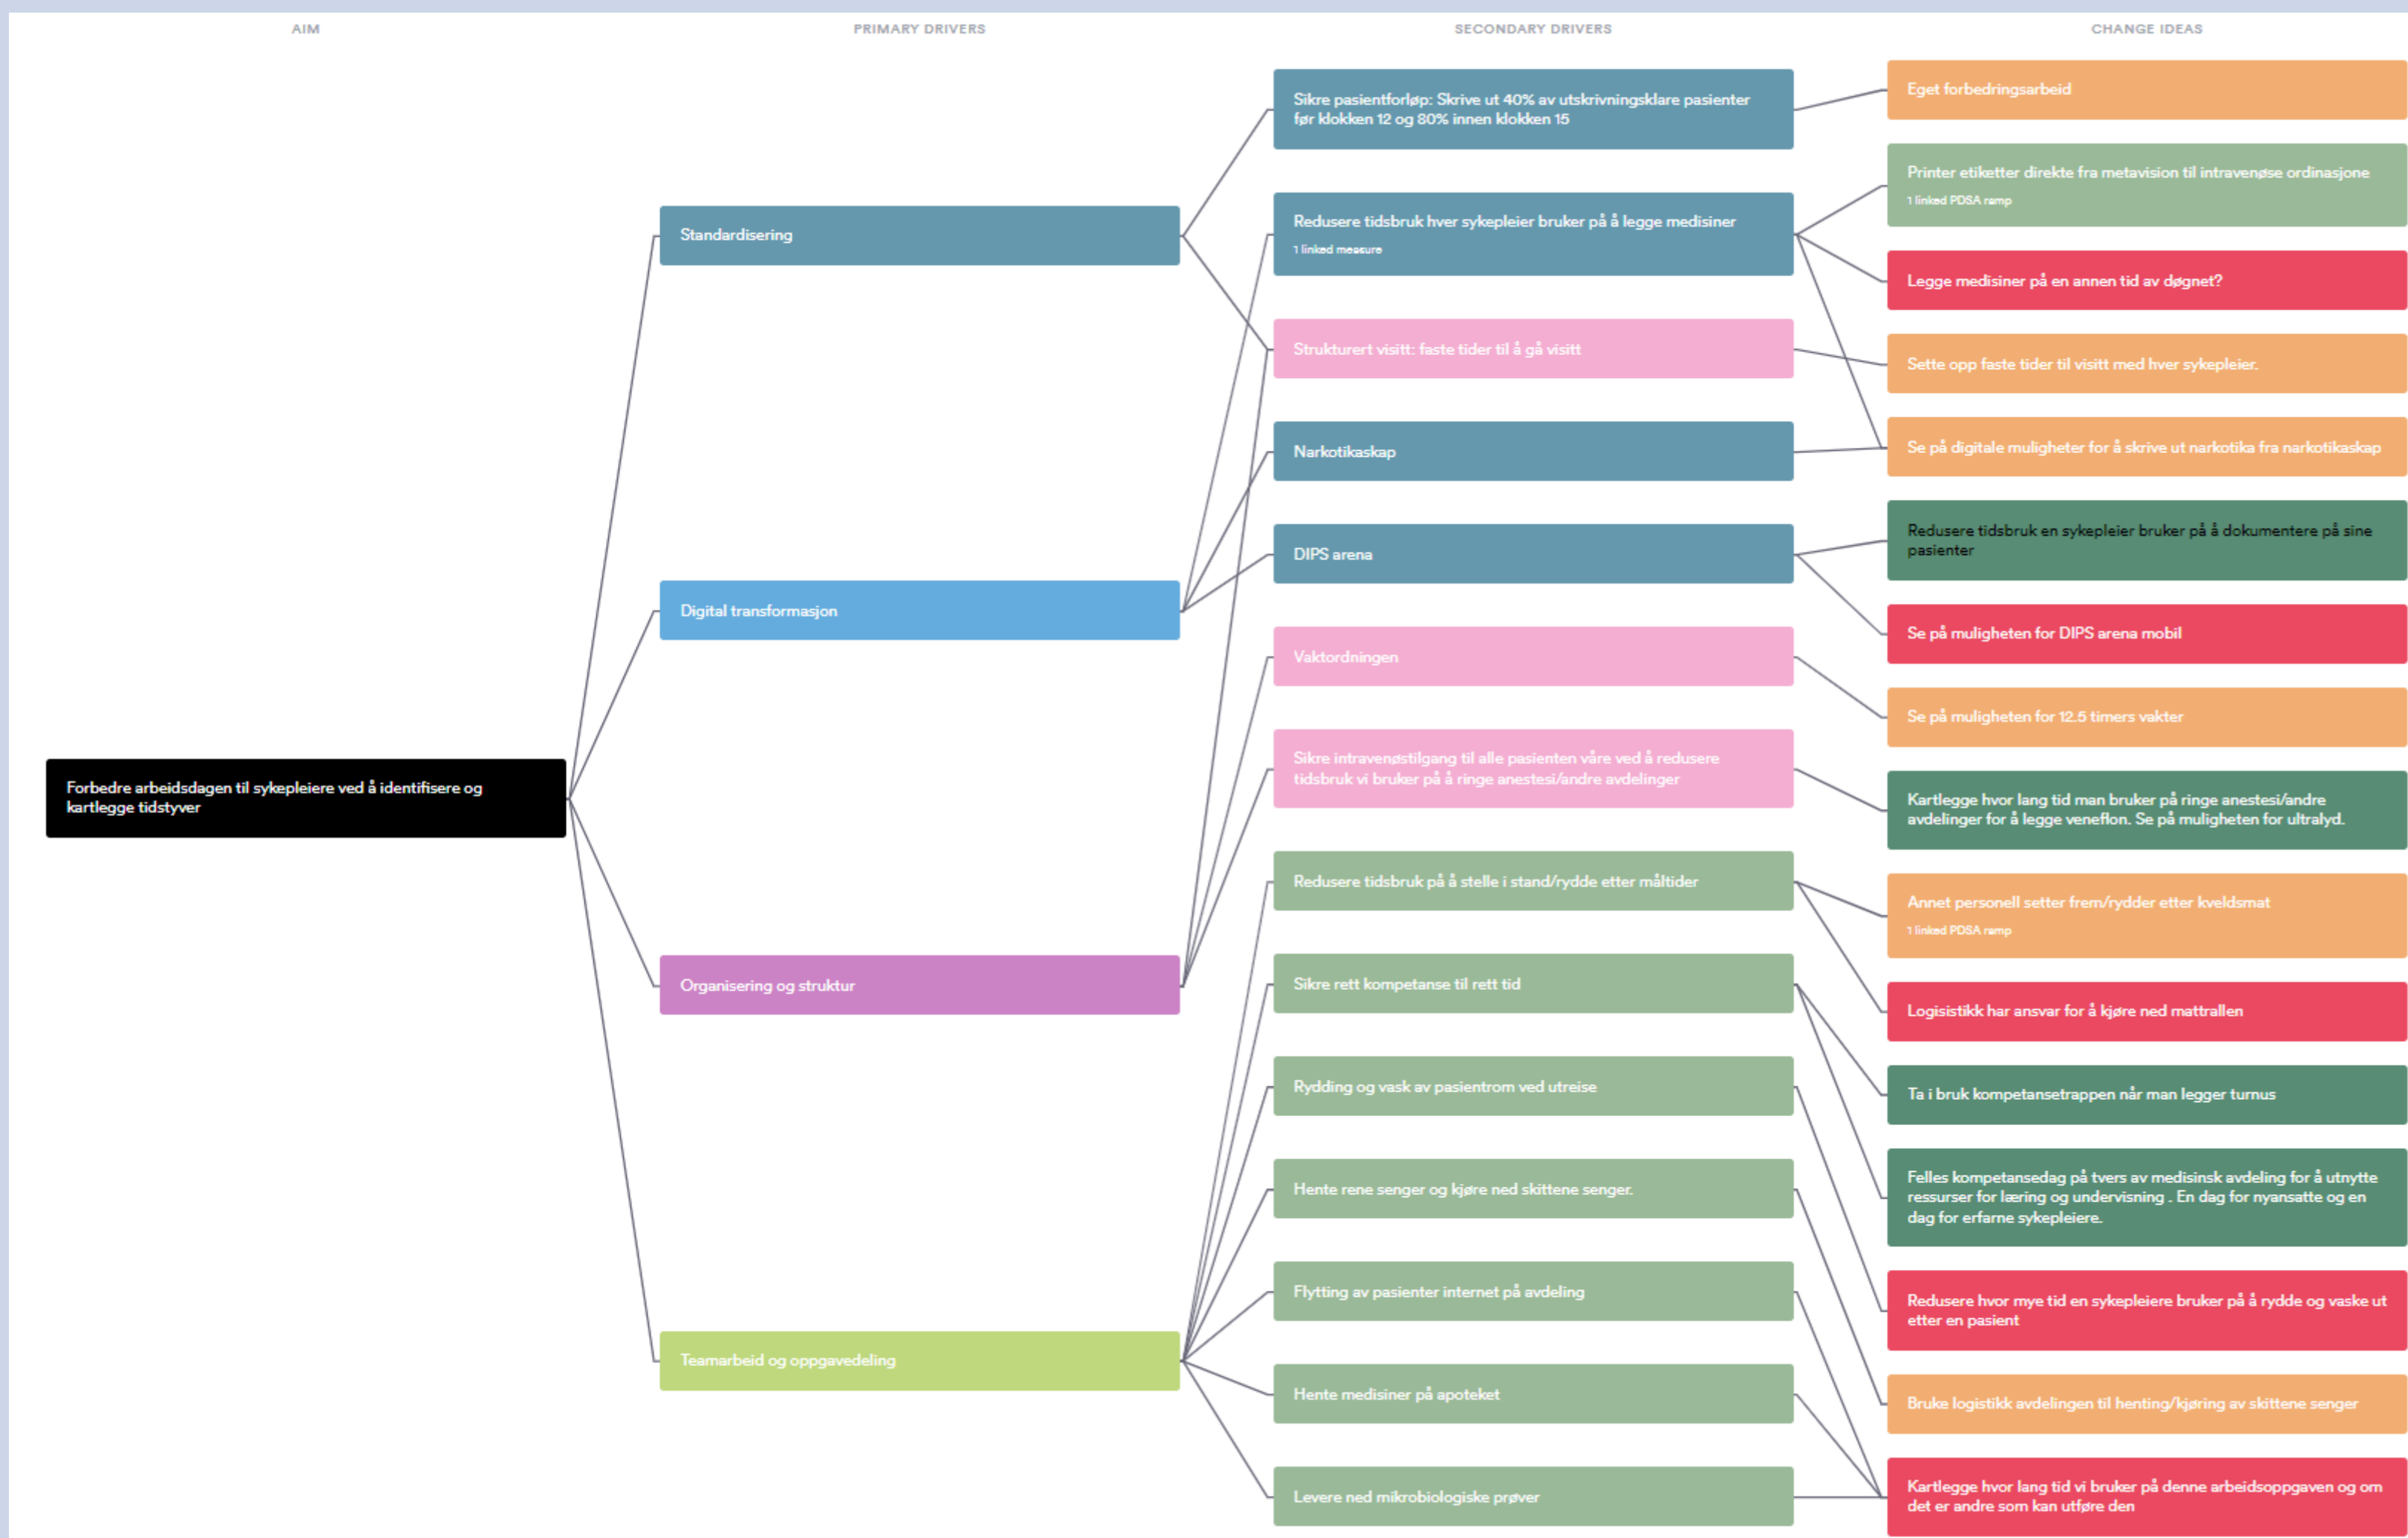 AIM
PRIMARY DRIVERS
SECONDARY DRIVERS
CHANGE IDEAS
Forbedre arbeidsdagen til sykepleiere ved å identifisere og
kartlegge tidstyver
Standardisering
Digital transformasjon
Organisering og struktur
Teamarbeid og oppgavedeling
Sikre pasientforløp: Skrive ut 40% av utskrivningsklare pasienter
før klokken 12 og 80% innen klokken 15
Redusere tidsbruk hver sykepleier bruker på å legge medisiner
1 linked measure
Strukturert visitt: faste tider til å gå visitt
Narkotikaskap
DIPS arena
Vaktordningen
Sikre intravenøstilgang til alle pasienten våre ved å redusere
tidsbruk vi bruker på å ringe anestesi/andre avdelinger
Redusere tidsbruk på å stelle i stand/rydde etter måltider
Sikre rett kompetanse til rett tid
Rydding og vask av pasientrom ved utreise
Hente rene senger og kjøre ned skittene senger.
Flytting av pasienter internet på avdeling
Hente medisiner på apoteket
Levere ned mikrobiologiske prøver
Eget forbedringsarbeid
Printer etiketter direkte fra metavision til intravenøse ordinasjone
1 linked PDSA ramp
Legge medisiner på en annen tid av døgnet?
Sette opp faste tider til visitt med hver sykepleier.
Se på digitale muligheter for å skrive ut narkotika fra narkotikaskap
Redusere tidsbruk en sykepleier bruker på å dokumentere på sine
pasienter
Se på muligheten for DIPS arena mobil
Se på muligheten for 12.5 timers vakter
Kartlegge hvor lang tid man bruker på ringe anestesi/andre
avdelinger for å legge veneflon. Se på muligheten for ultralyd.
Annet personell setter frem/rydder etter kveldsmat
1 linked PDSA ramp
Logisistikk har ansvar for å kjøre ned mattrallen
Ta i bruk kompetansetrappen når man legger turnus
Felles kompetansedag på tvers av medisinsk avdeling for å utnytte
ressurser for læring og undervisning . En dag for nyansatte og en
dag for erfarne sykepleiere.
Redusere hvor mye tid en sykepleiere bruker på å rydde og vaske ut
etter en pasient
Bruke logistikk avdelingen til henting/kjøring av skittene senger
Kartlegge hvor lang tid vi bruker på denne arbeidsoppgaven og om
det er andre som kan utføre den